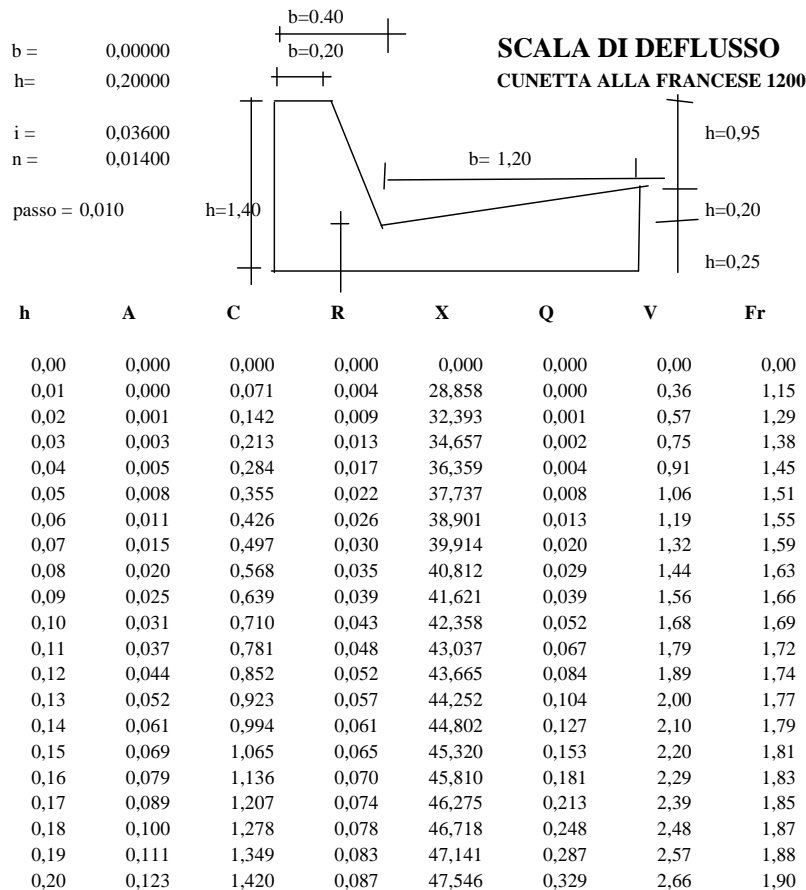 b=0.40
b = 0,00000 b=0,20 SCALA DI DEFLUSSO
h= 0,20000 CUNETTA ALLA FRANCESE 1200
i = 0,03600 h=0,95
n = 0,01400 b= 1,20
passo = 0,010 h=1,40 h=0,20
h=0,25
h A C R X Q V Fr
0,00 0,000 0,000 0,000 0,000 0,000 0,00 0,00
0,01 0,000 0,071 0,004 28,858 0,000 0,36 1,15
0,02 0,001 0,142 0,009 32,393 0,001 0,57 1,29
0,03 0,003 0,213 0,013 34,657 0,002 0,75 1,38
0,04 0,005 0,284 0,017 36,359 0,004 0,91 1,45
0,05 0,008 0,355 0,022 37,737 0,008 1,06 1,51
0,06 0,011 0,426 0,026 38,901 0,013 1,19 1,55
0,07 0,015 0,497 0,030 39,914 0,020 1,32 1,59
0,08 0,020 0,568 0,035 40,812 0,029 1,44 1,63
0,09 0,025 0,639 0,039 41,621 0,039 1,56 1,66
0,10 0,031 0,710 0,043 42,358 0,052 1,68 1,69
0,11 0,037 0,781 0,048 43,037 0,067 1,79 1,72
0,12 0,044 0,852 0,052 43,665 0,084 1,89 1,74
0,13 0,052 0,923 0,057 44,252 0,104 2,00 1,77
0,14 0,061 0,994 0,061 44,802 0,127 2,10 1,79
0,15 0,069 1,065 0,065 45,320 0,153 2,20 1,81
0,16 0,079 1,136 0,070 45,810 0,181 2,29 1,83
0,17 0,089 1,207 0,074 46,275 0,213 2,39 1,85
0,18 0,100 1,278 0,078 46,718 0,248 2,48 1,87
0,19 0,111 1,349 0,083 47,141 0,287 2,57 1,88
0,20 0,123 1,420 0,087 47,546 0,329 2,66 1,90